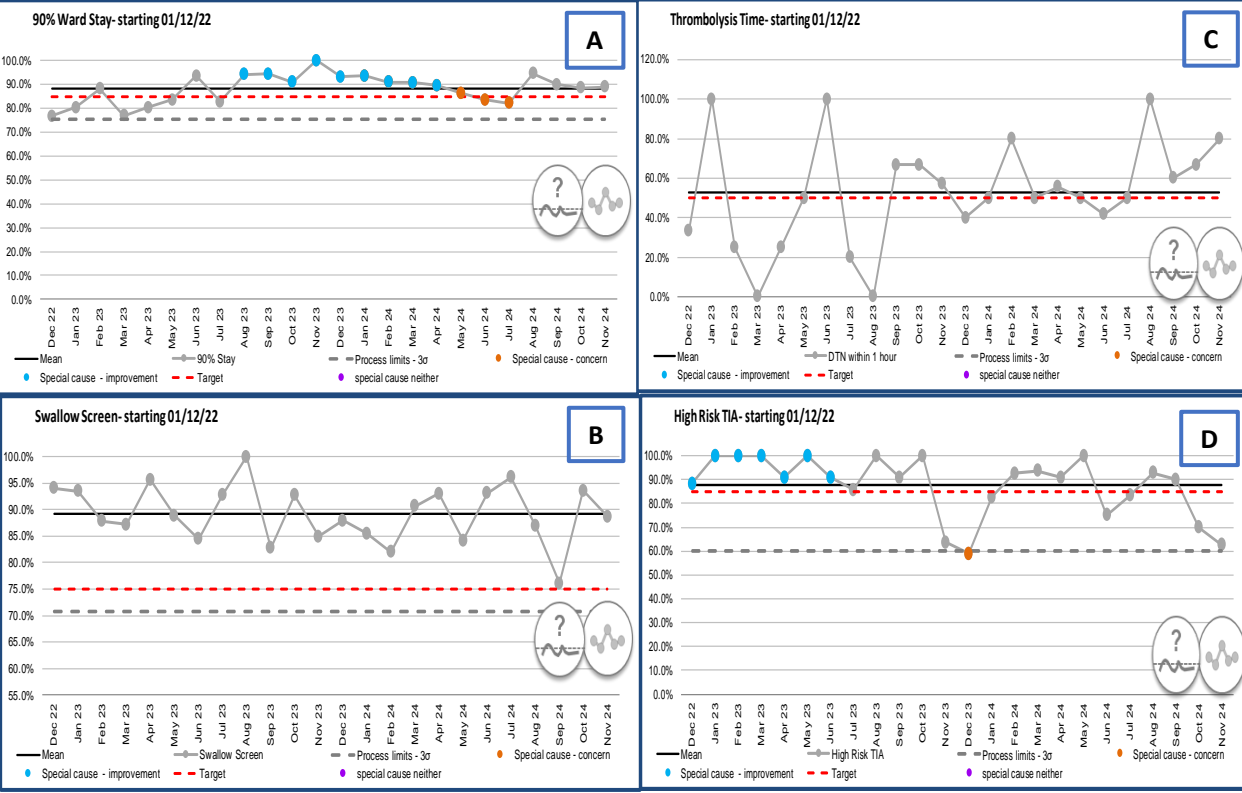 90% Ward Stay- starting 01/12/22
A
100.0%
90.0%
80.0%
70.0%
60.0%
50.0%
40.0%
30.0%
20.0%
10.0%
0.0%
?
Dec 22 Jan 23 Feb 23 Mar 23 Apr 23 May 23 Jun 23 Jul 23 Aug 23 Sep 23 Oct 23 Nov 23 Dec 23 Jan 24 Feb 24 Mar 24 Apr 24 May 24 Jun 24 Jul 24 Aug 24 Sep 24 Oct 24 Nov 24
Mean 90% Stay Process limits - 3σ Special cause - concern
Special cause - improvement Target special cause neither
Thrombolysis Time- starting 01/12/22
C
120.0%
100.0%
80.0%
60.0%
40.0%
20.0%
0.0%
?
Dec 22 Jan 23 Feb 23 Mar 23 Apr 23 May 23 Jun 23 Jul 23 Aug 23 Sep 23 Oct 23 Nov 23 Dec 23 Jan 24 Feb 24 Mar 24 Apr 24 May 24 Jun 24 Jul 24 Aug 24 Sep 24 Oct 24 Nov 24
Mean DTN within 1 hour Process limits - 3σ Special cause - concern
Special cause - improvement Target special cause neither
Swallow Screen- starting 01/12/22
B
100.0%
95.0%
90.0%
85.0%
80.0%
75.0%
70.0%
65.0%
60.0%
55.0%
?
Dec 22 Jan 23 Feb 23 Mar 23 Apr 23 May 23 Jun 23 Jul 23 Aug 23 Sep 23 Oct 23 Nov 23 Dec 23 Jan 24 Feb 24 Mar 24 Apr 24 May 24 Jun 24 Jul 24 Aug 24 Sep 24 Oct 24 Nov 24
Mean Swallow Screen Process limits - 3σ Special cause - concern
Special cause - improvement Target special cause neither
High Risk TIA- starting 01/12/22
D
100.0%
90.0%
80.0%
70.0%
60.0%
50.0%
40.0%
30.0%
20.0%
10.0%
0.0%
?
Dec 22 Jan 23 Feb 23 Mar 23 Apr 23 May 23 Jun 23 Jul 23 Aug 23 Sep 23 Oct 23 Nov 23 Dec 23 Jan 24 Feb 24 Mar 24 Apr 24 May 24 Jun 24 Jul 24 Aug 24 Sep 24 Oct 24 Nov 24
Mean High Risk TIA Process limits - 3σ Special cause - concern
Special cause - improvement Target special cause neither